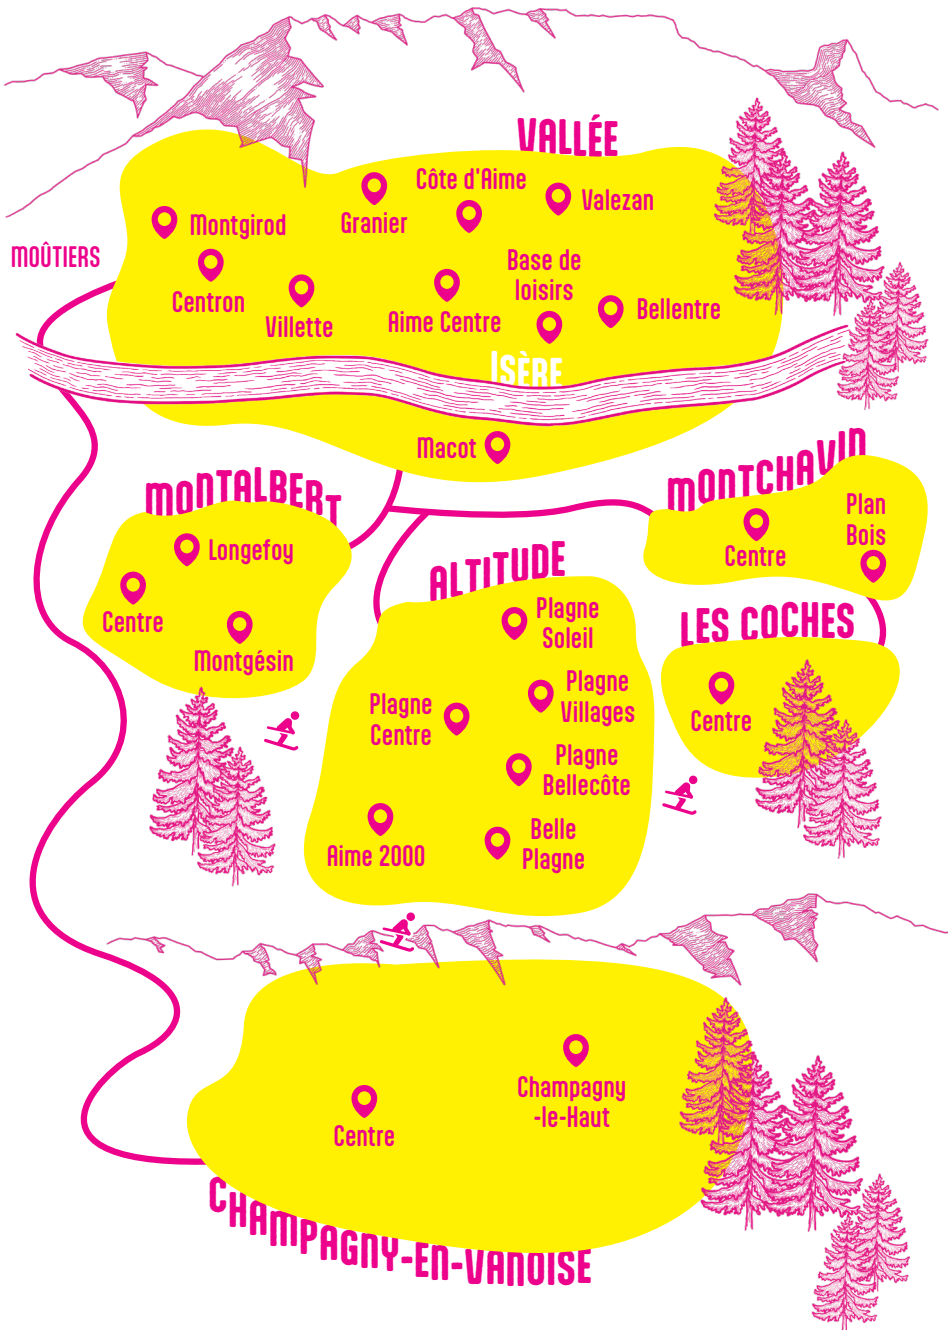 VALLÉE
Côte d'Aime
Valezan
Granier
Montgirod
MOÛTIERS
Base de
loisirs
Centron
Villette
Aime Centre
Bellentre
ISÈRE
Macot
MONTALBERT
Longefoy
Centre
Montgésin
MONTCHAVIN
Plan
Bois
Centre
ALTITUDE
Plagne
Soleil
Plagne
Villages
Plagne
Centre
Plagne
Bellecôte
Belle
Plagne
Aime 2000
LES COCHES
Centre
Champagny
-le-Haut
Centre
CHAMPAGNY-EN-VANOISE